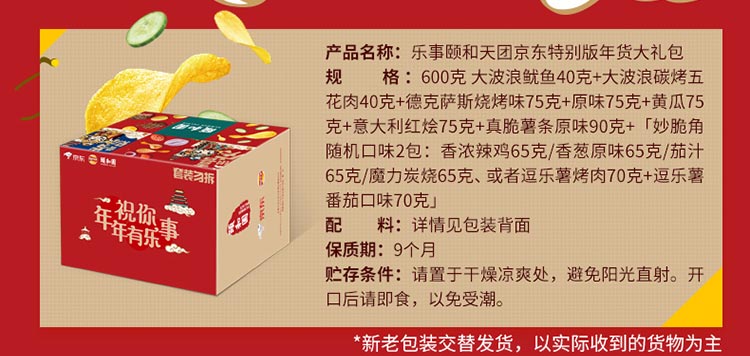 产品名称：乐事颐和天团京东特别版年货大礼包
规 格：600克 大波浪鱿鱼40克+大波浪碳烤五
花肉40克+德克萨斯烧烤味75克+原味75克+黄瓜75
克+意大利红烩75克+真脆薯条原味90克+「妙脆角
随机口味2包：香浓辣鸡65克/香葱原味65克/茄汁
65克/魔力炭烧65克、或者逗乐薯烤肉70克+逗乐薯
番茄口味70克」
配 料：详情见包装背面
保质期：9个月
贮存条件：请置于干燥凉爽处，避免阳光直射。开
口后请即食，以免受潮。
京东
套装勿拆
祝你
年年有乐事
*新老包装交替发货，以实际收到的货物为主